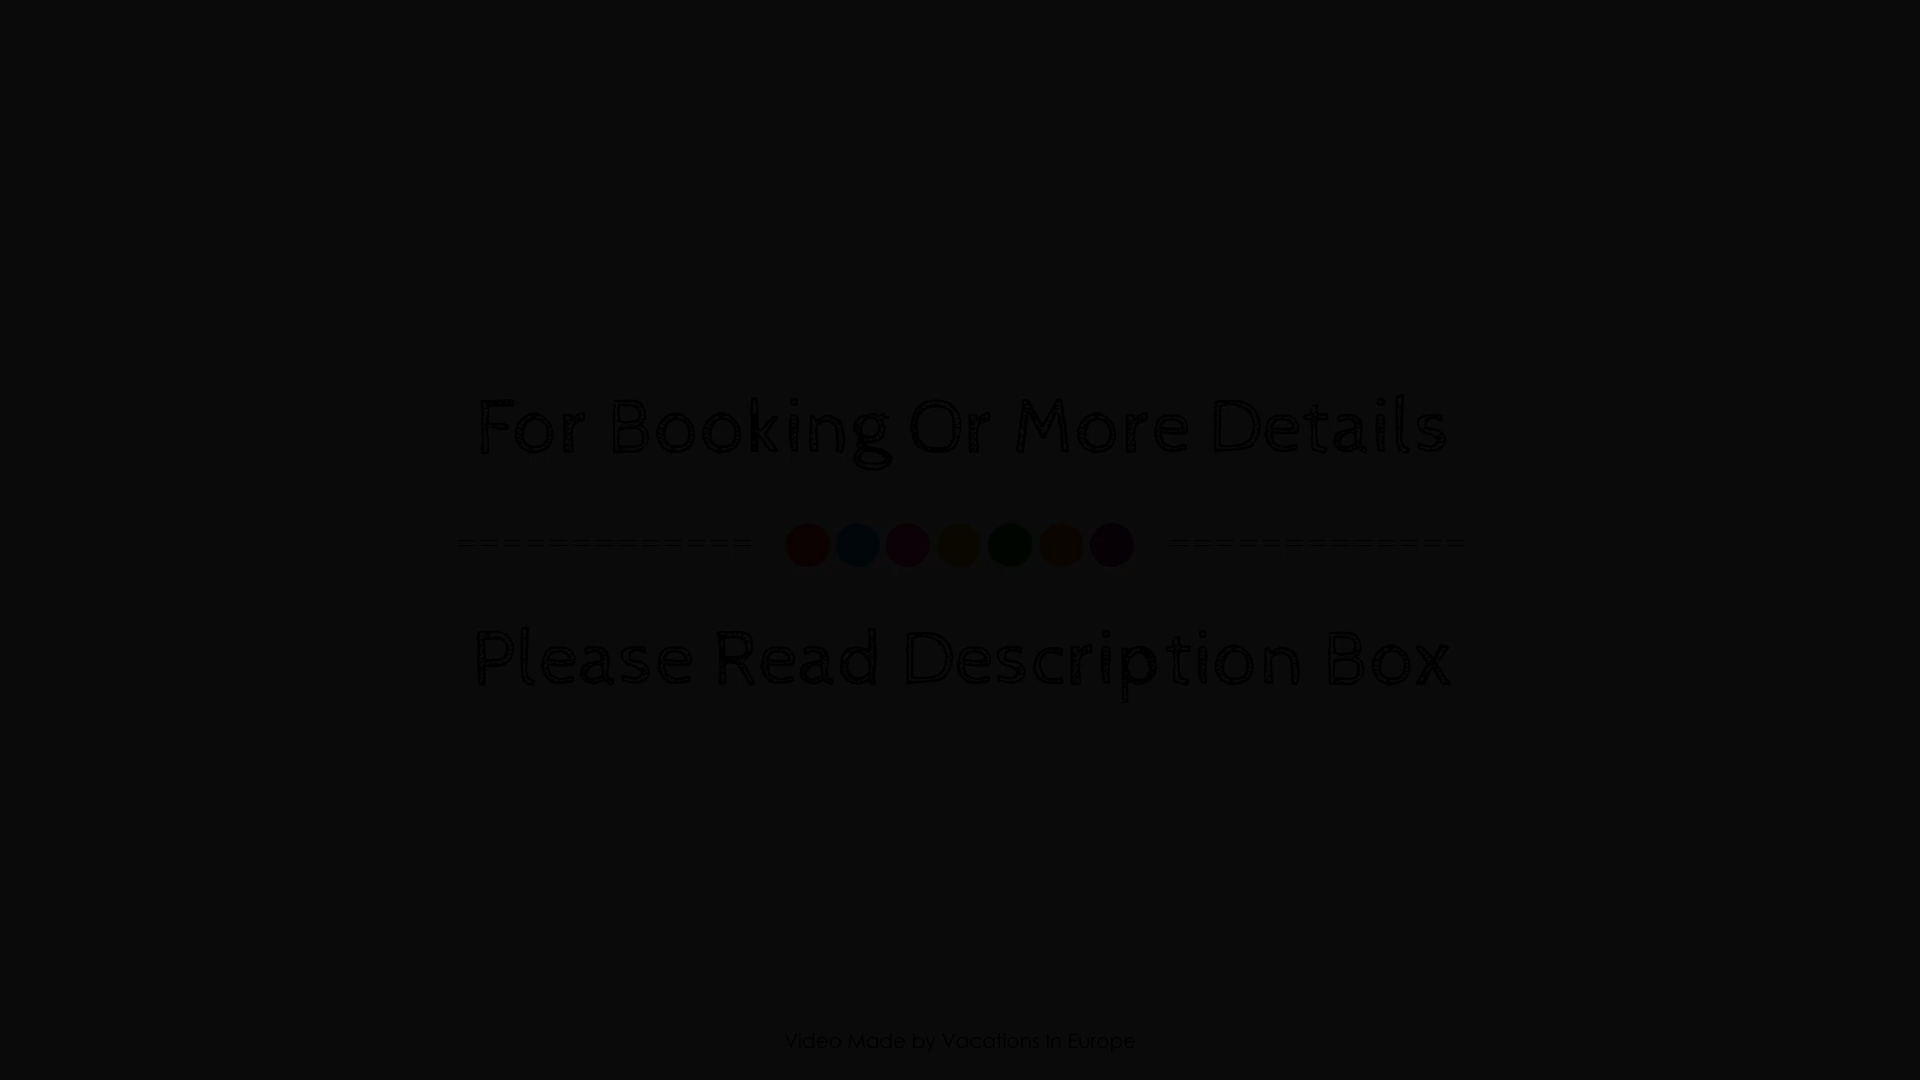 For Booking Or More Details
Please Read Description Box
Video Made by Vacations In Europe